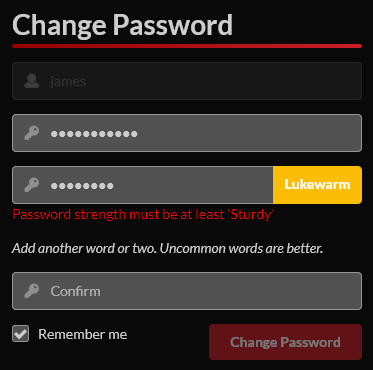 Change Password
james
•••••••••••
•••••••• Lukewarm
Password strength must be at least 'Sturdy'
Add another word or two. Uncommon words are better.
Confirm
Remember me Change Password